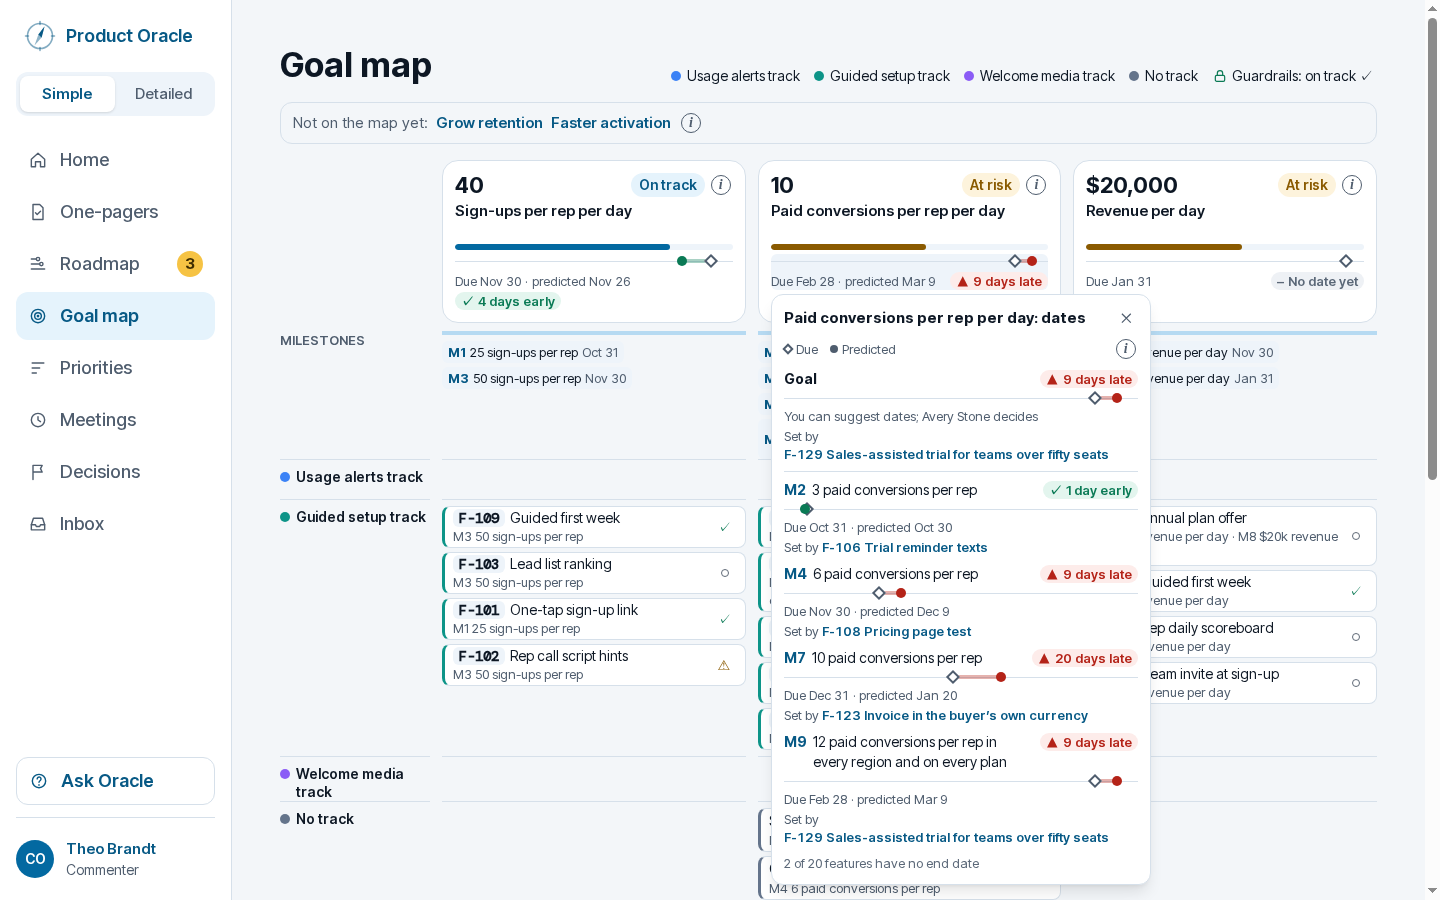 Product Oracle
Simple
Detailed
Home
One-pagers
Roadmap
3
Goal map
Priorities
Meetings
Decisions
Inbox
Ask Oracle
CO
Theo Brandt
Commenter
Goal map
Usage alerts track
Guided setup track
Welcome media track
No track
Guardrails: on track ✓
Not on the map yet: Grow retention Faster activation i
40
On track
i
Sign-ups per rep per day
Due Nov 30 · predicted Nov 26
✓ 4 days early
10
At risk
i
Paid conversions per rep per day
Due Feb 28 · predicted Mar 9
▲ 9 days late
$20,000
At risk
i
Revenue per day
Due Jan 31
– No date yet
MILESTONES
M1 25 sign-ups per rep Oct 31
M3 50 sign-ups per rep Nov 30
venue per day Nov 30
venue per day Jan 31
Usage alerts track
Guided setup track
F-109 Guided first week
M3 50 sign-ups per rep
✓
F-103 Lead list ranking
M3 50 sign-ups per rep
F-101 One-tap sign-up link
M1 25 sign-ups per rep
✓
F-102 Rep call script hints
M3 50 sign-ups per rep
⚠
nnual plan offer
venue per day · M8 $20k revenue
uided first week
venue per day
✓
ep daily scoreboard
venue per day
eam invite at sign-up
venue per day
Welcome media
track
No track
M4 6 paid conversions per rep
Paid conversions per rep per day: dates
Due
Predicted
i
Goal
▲ 9 days late
You can suggest dates; Avery Stone decides
Set by
F-129 Sales-assisted trial for teams over fifty seats
M2 3 paid conversions per rep
✓ 1 day early
Due Oct 31 · predicted Oct 30
Set by F-106 Trial reminder texts
M4 6 paid conversions per rep
▲ 9 days late
Due Nov 30 · predicted Dec 9
Set by F-108 Pricing page test
M7 10 paid conversions per rep
▲ 20 days late
Due Dec 31 · predicted Jan 20
Set by F-123 Invoice in the buyer’s own currency
M9 12 paid conversions per rep in
every region and on every plan
▲ 9 days late
Due Feb 28 · predicted Mar 9
Set by
F-129 Sales-assisted trial for teams over fifty seats
2 of 20 features have no end date